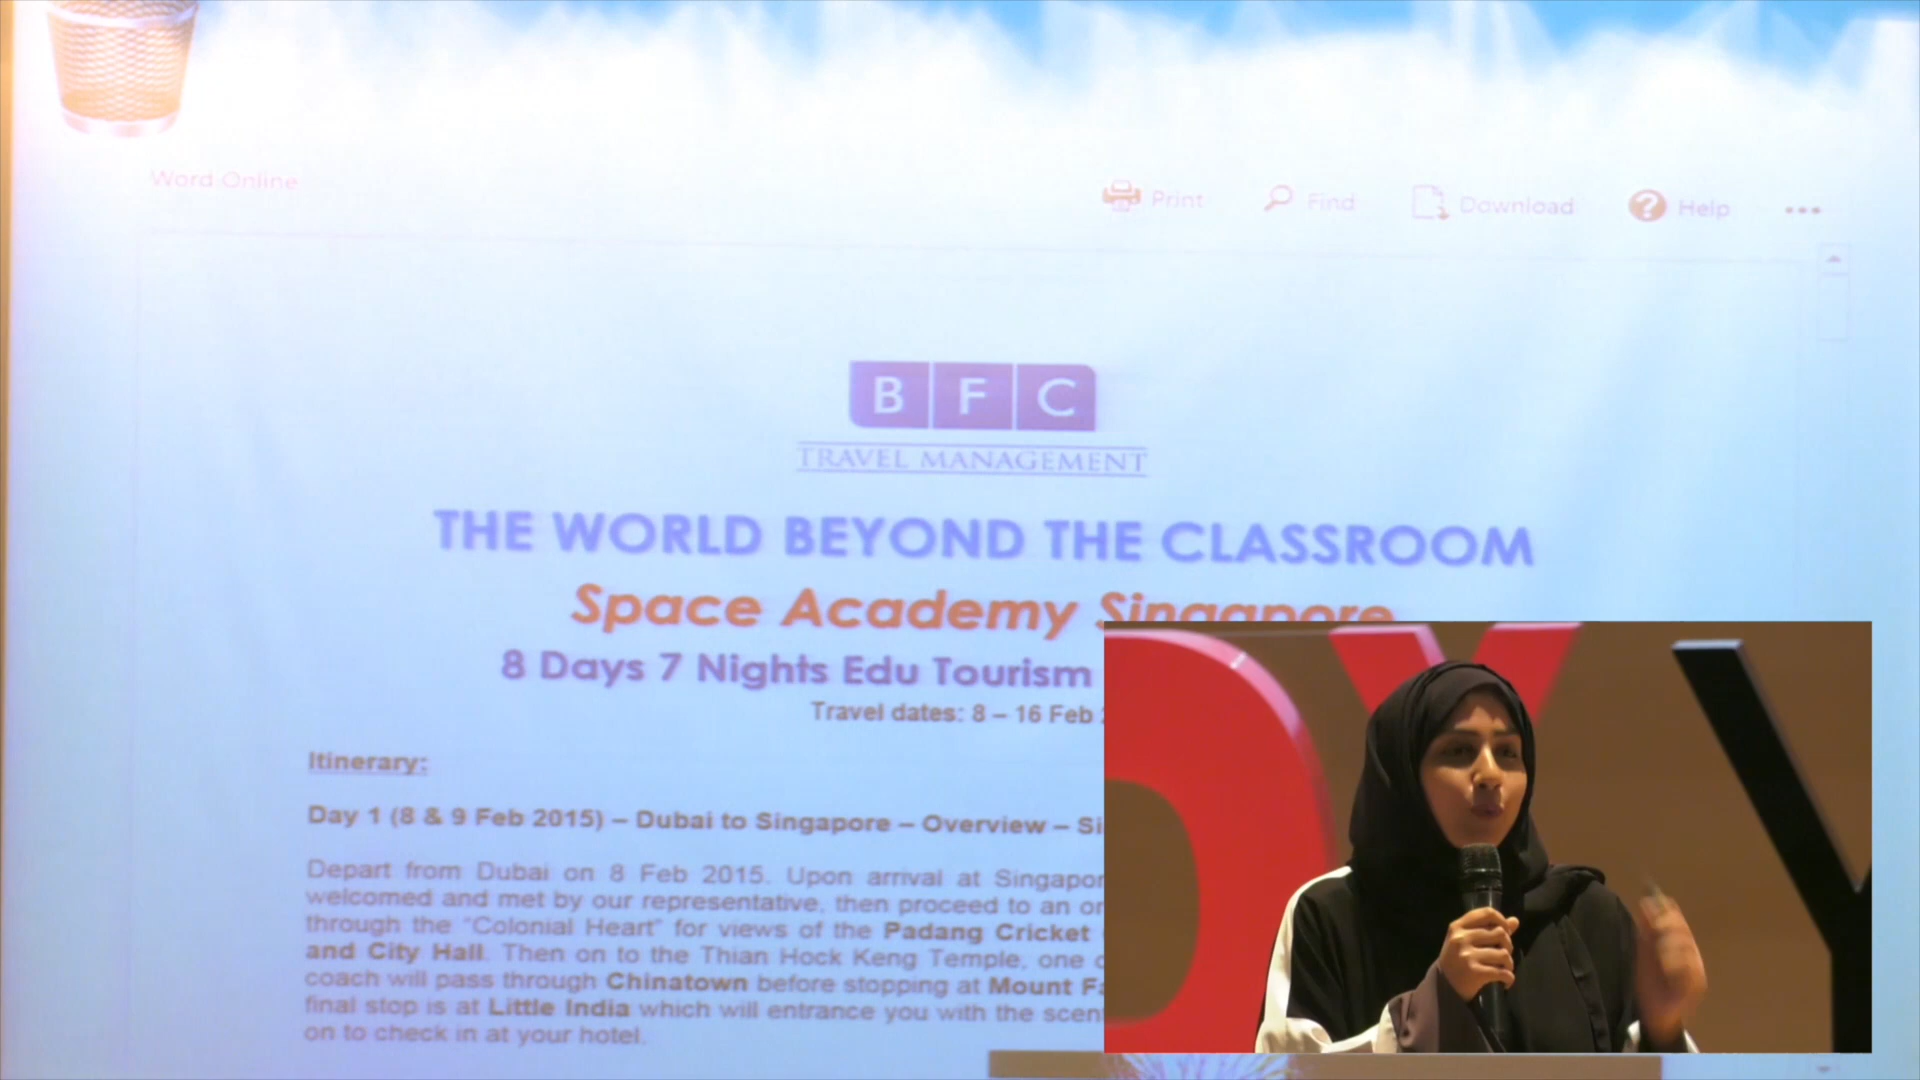 Word Online
Print
Find
Download
Help
B F C
TRAVEL MANAGEMENT
THE WORLD BEYOND THE CLASSROOM
Space Academy Singapore
8 Days 7 Nights Edu Tourism
Travel dates: 8 – 16 Feb
Itinerary:
Day 1 (8 & 9 Feb 2015) – Dubai to Singapore – Overview –
Depart from Dubai on 8 Feb 2015. Upon arrival at
welcomed and met by our representative, then proceed to an
through the "Colonial Heart" for views of the Padang Cricket
and City Hall. Then on to the Thian Hock Keng Temple, one
coach will pass through Chinatown before stopping at Mount
final stop is at Little India which will entrance you with the
on to check in at your hotel.